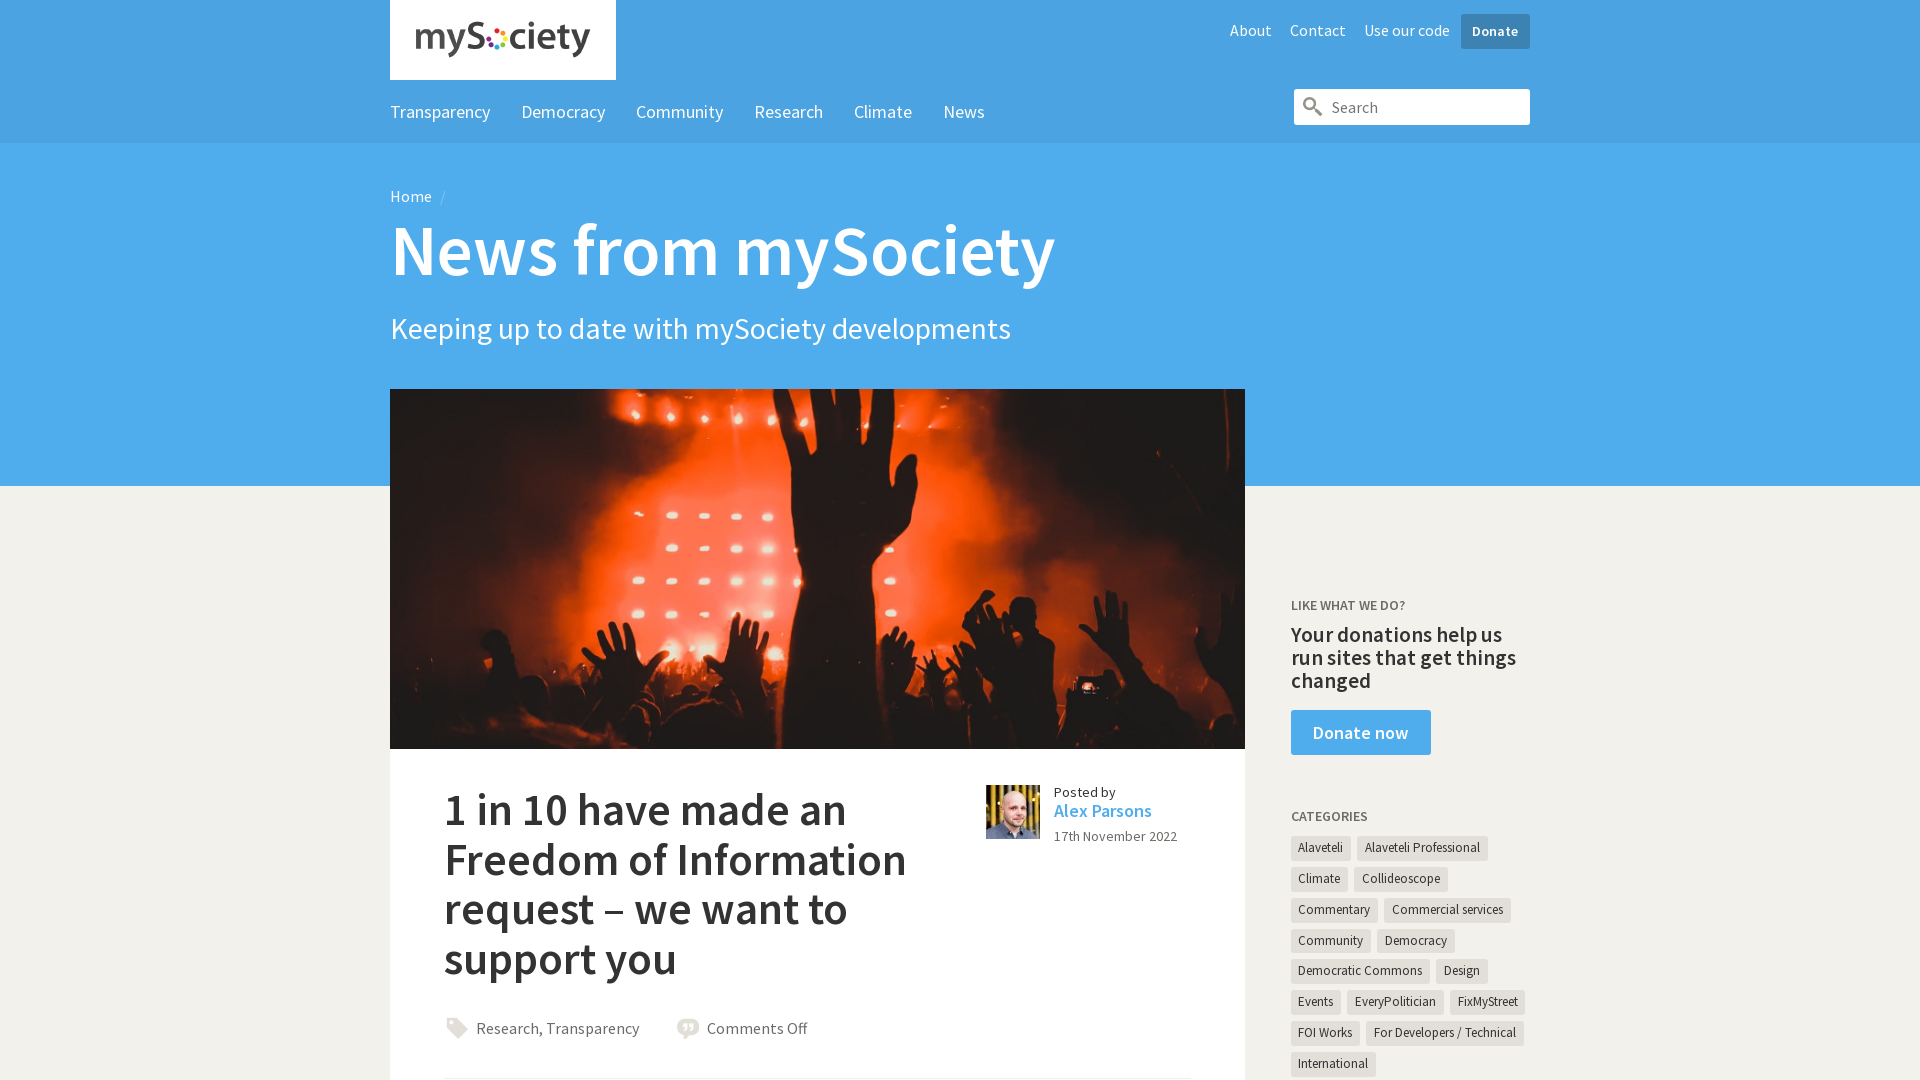 mySociety
About
Contact
Use our code
Donate
Transparency
Democracy
Community
Research
Climate
News
Search
Home /
News from mySociety
Keeping up to date with mySociety developments
1 in 10 have made an
Freedom of Information
request – we want to
support you
Posted by
Alex Parsons
17th November 2022
Research, Transparency
Comments Off
LIKE WHAT WE DO?
Your donations help us
run sites that get things
changed
Donate now
CATEGORIES
Alaveteli
Alaveteli Professional
Climate
Collideoscope
Commentary
Commercial services
Community
Democracy
Democratic Commons
Design
Events
EveryPolitician
FixMyStreet
FOI Works
For Developers / Technical
International